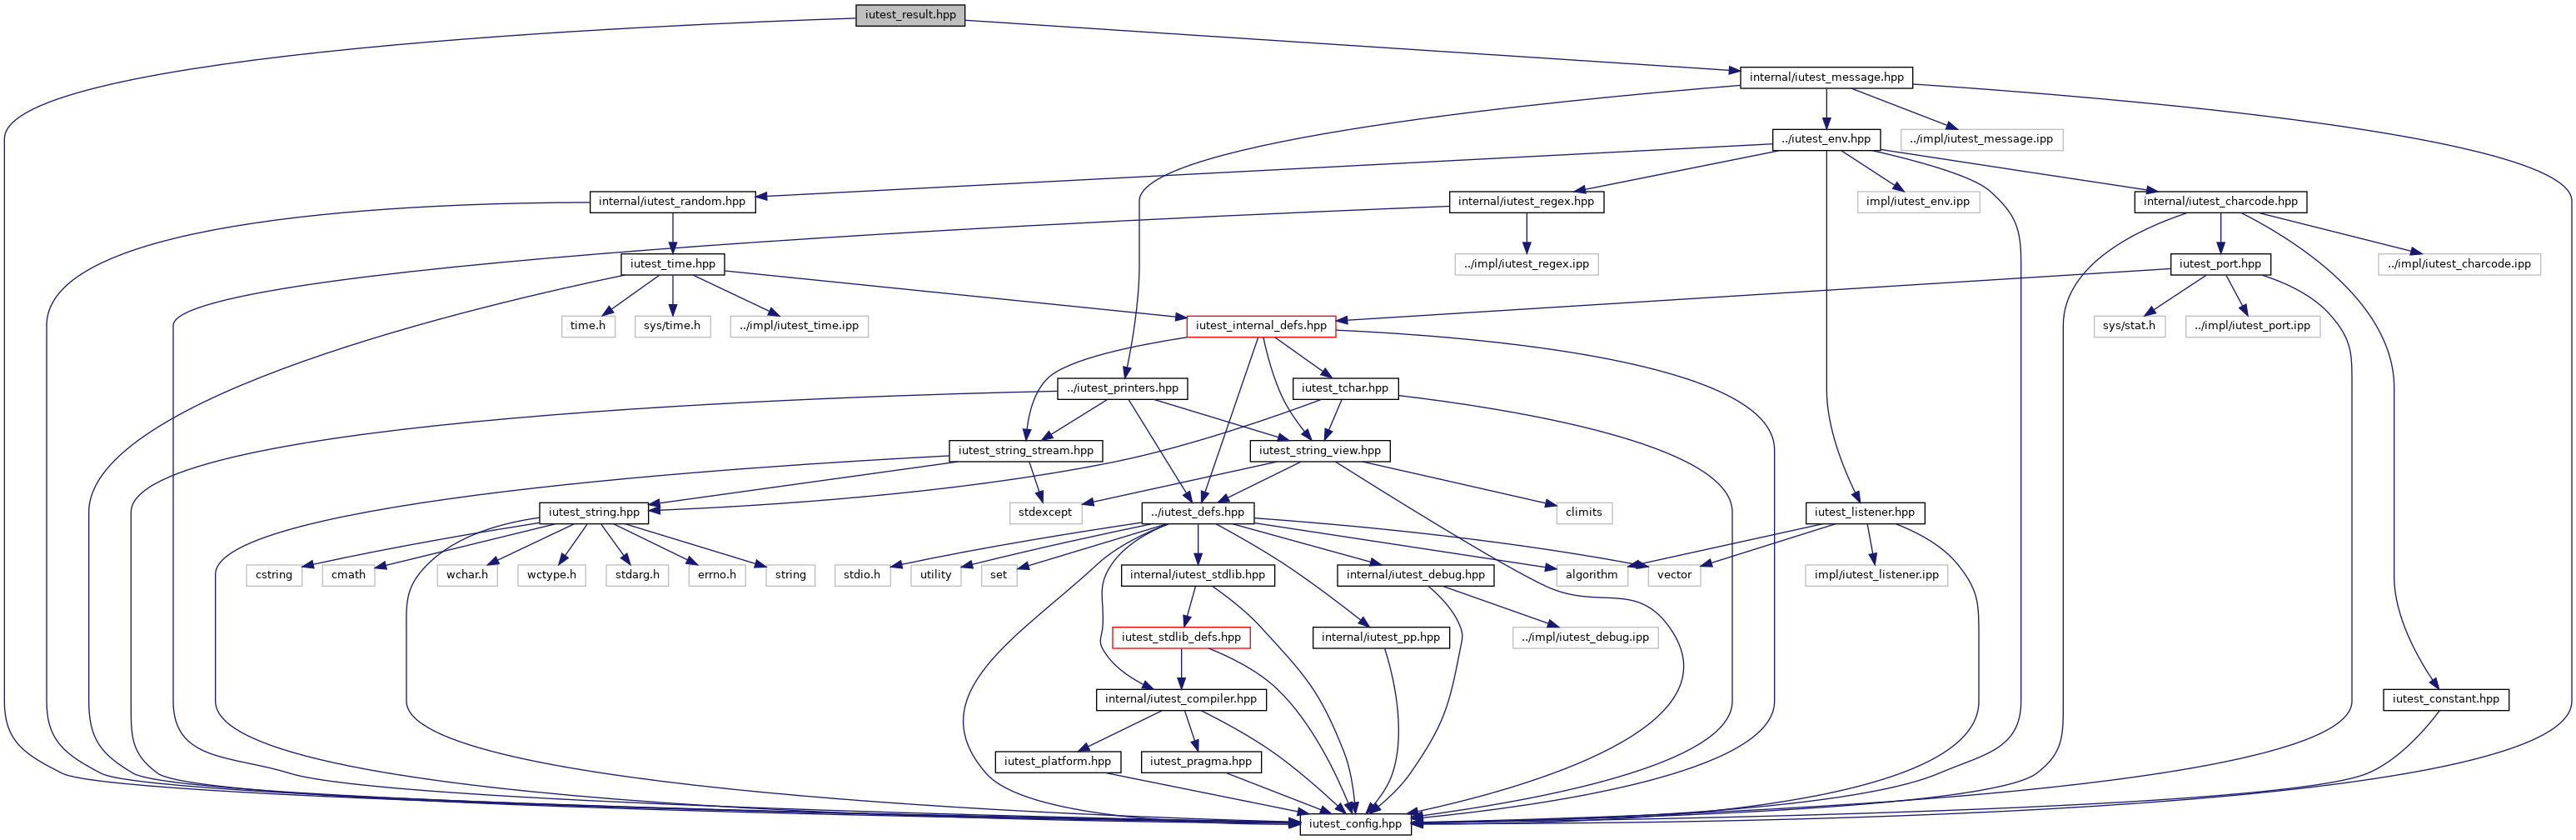 iutest_result.hpp
internal/iutest_message.hpp
../iutest_env.hpp
../impl/iutest_message.ipp
internal/iutest_random.hpp
internal/iutest_regex.hpp
impl/iutest_env.ipp
internal/iutest_charcode.hpp
iutest_time.hpp
../impl/iutest_regex.ipp
iutest_port.hpp
../impl/iutest_charcode.ipp
time.h
sys/time.h
../impl/iutest_time.ipp
iutest_internal_defs.hpp
sys/stat.h
../impl/iutest_port.ipp
../iutest_printers.hpp
iutest_tchar.hpp
iutest_string_stream.hpp
iutest_string_view.hpp
iutest_string.hpp
stdexcept
../iutest_defs.hpp
climits
iutest_listener.hpp
cstring
cmath
wchar.h
wctype.h
stdarg.h
errno.h
string
stdio.h
utility
set
internal/iutest_stdlib.hpp
internal/iutest_debug.hpp
algorithm
vector
impl/iutest_listener.ipp
iutest_stdlib_defs.hpp
internal/iutest_pp.hpp
../impl/iutest_debug.ipp
internal/iutest_compiler.hpp
iutest_constant.hpp
iutest_platform.hpp
iutest_pragma.hpp
iutest_config.hpp